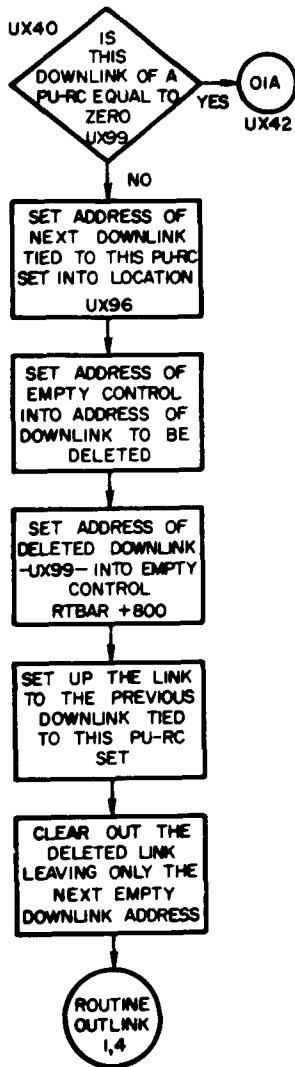 UX40
IS
THIS
DOWNLINK OF A
PU-RC EQUAL TO
ZERO
UX99
YES
01A
UX42
NO
SET ADDRESS OF
NEXT DOWNLINK
TIED TO THIS PU-RC
SET INTO LOCATION
UX96
SET ADDRESS OF
EMPTY CONTROL
INTO ADDRESS OF
DOWNLINK TO BE
DELETED
SET ADDRESS OF
DELETED DOWNLINK
-UX99- INTO EMPTY
CONTROL
RTBAR +800
SET UP THE LINK
TO THE PREVIOUS
DOWNLINK TIED
TO THIS PU-RC
SET
CLEAR OUT THE
DELETED LINK
LEAVING ONLY THE
NEXT EMPTY
DOWNLINK ADDRESS
ROUTINE
OUTLINK
1,4